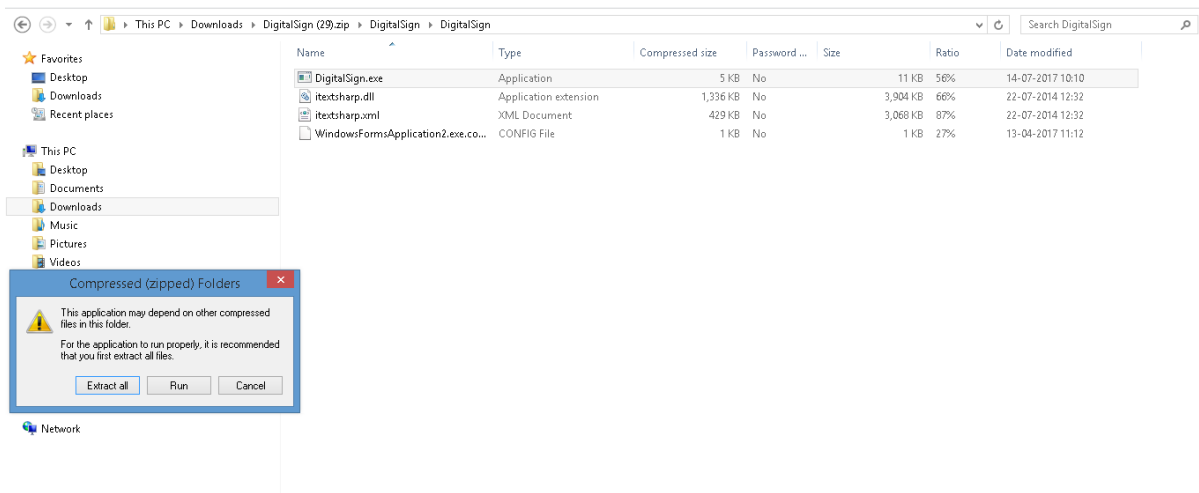 This PC Downloads DigitalSign (29).zip DigitalSign DigitalSign Search DigitalSign
Favorites
Desktop
Downloads
Recent places
This PC
Desktop
Documents
Downloads
Music
Pictures
Videos
Network
Name Type Compressed size Password ... Size Ratio Date modified
DigitalSign.exe Application 5 KB No 11 KB 56% 14-07-2017 10:10
itextsharp.dll Application extension 1,336 KB No 3,904 KB 66% 22-07-2014 12:32
itextsharp.xml XML Document 429 KB No 3,068 KB 87% 22-07-2014 12:32
WindowsFormsApplication2.exe.co... CONFIG File 1 KB No 1 KB 27% 13-04-2017 11:12
Compressed (zipped) Folders
This application may depend on other compressed
files in this folder.
For the application to run properly, it is recommended
that you first extract all files.
Extract all Run Cancel